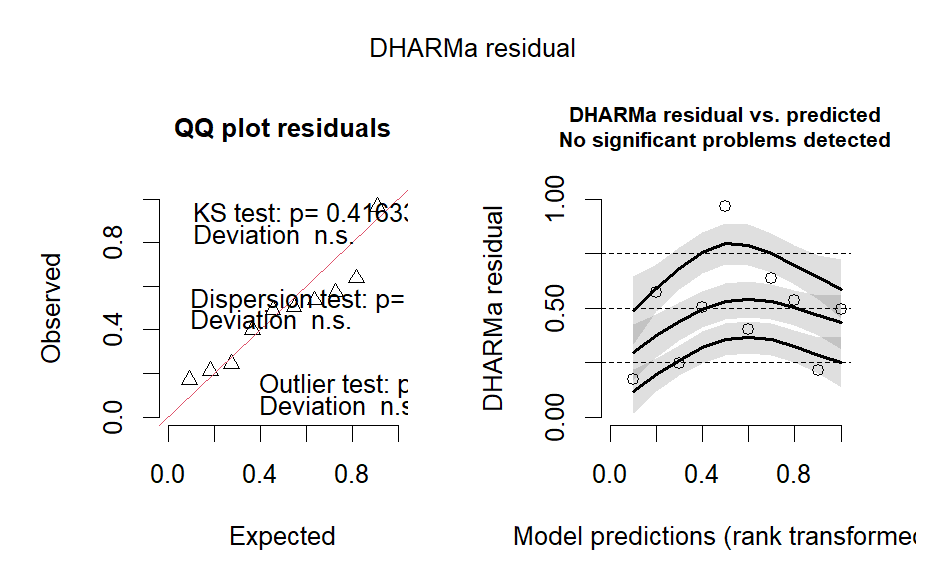 DHARMa residual
QQ plot residuals
KS test: p= 0.41633
Deviation n.s.
Dispersion test: p=
Deviation n.s.
Outlier test: p
Deviation n.s
Observed
0.0
0.4
0.8
0.0
0.4
0.8
Expected
DHARMa residual vs. predicted
No significant problems detected
DHARMa residual
0.00
0.50
1.00
0.0
0.4
0.8
Model predictions (rank transformed